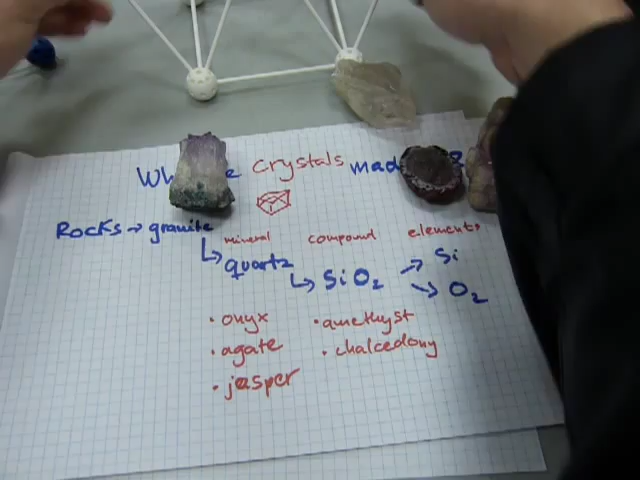 Crystals made
Rocks → granite
mineral compound elements
↳ quartz ↳ SiO₂ → Si
→ O₂
• onyx • amethyst
• agate • chalcedony
• jasper